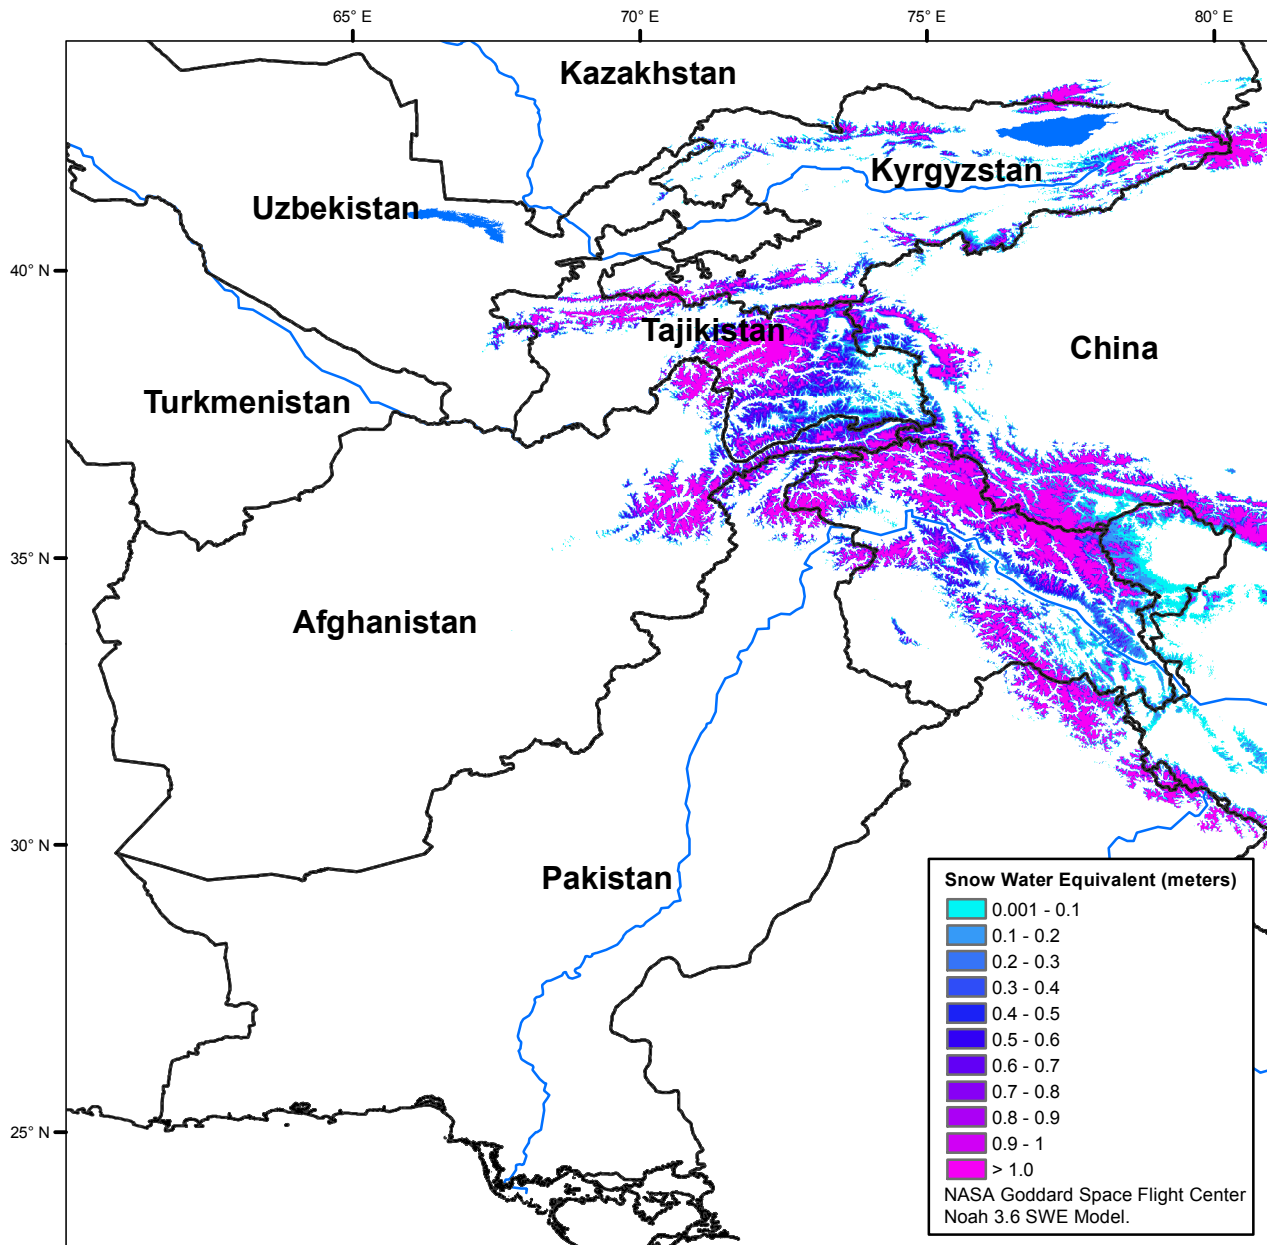 65° E
70° E
75° E
80° E
Kazakhstan
Kyrgyzstan
Uzbekistan
40° N
Tajikistan
China
Turkmenistan
35° N
Afghanistan
30° N
Pakistan
25° N
Snow Water Equivalent (meters)
0.001 - 0.1
0.1 - 0.2
0.2 - 0.3
0.3 - 0.4
0.4 - 0.5
0.5 - 0.6
0.6 - 0.7
0.7 - 0.8
0.8 - 0.9
0.9 - 1
> 1.0
NASA Goddard Space Flight Center
Noah 3.6 SWE Model.